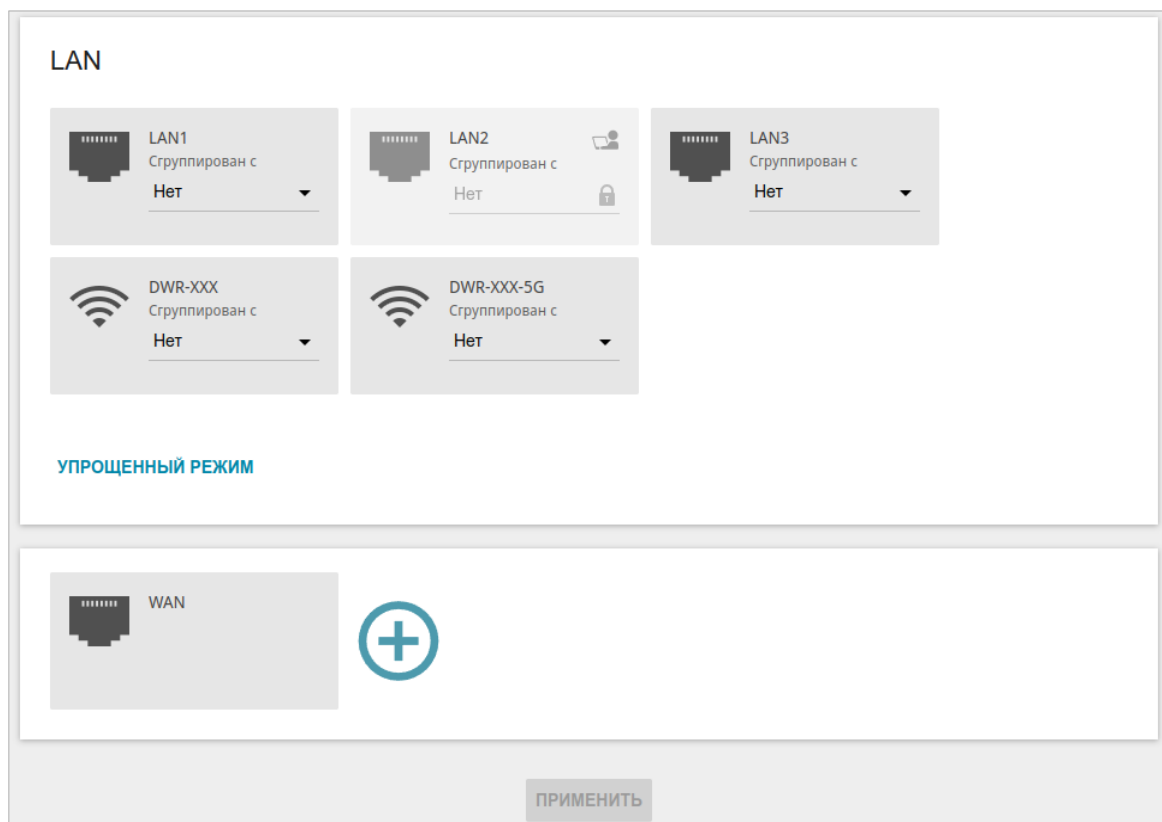 LAN
LAN1
Сгруппирован с
Нет
LAN2
Сгруппирован с
Нет
LAN3
Сгруппирован с
Нет
DWR-XXX
Сгруппирован с
Нет
DWR-XXX-5G
Сгруппирован с
Нет
УПРОЩЕННЫЙ РЕЖИМ
WAN
ПРИМЕНИТЬ